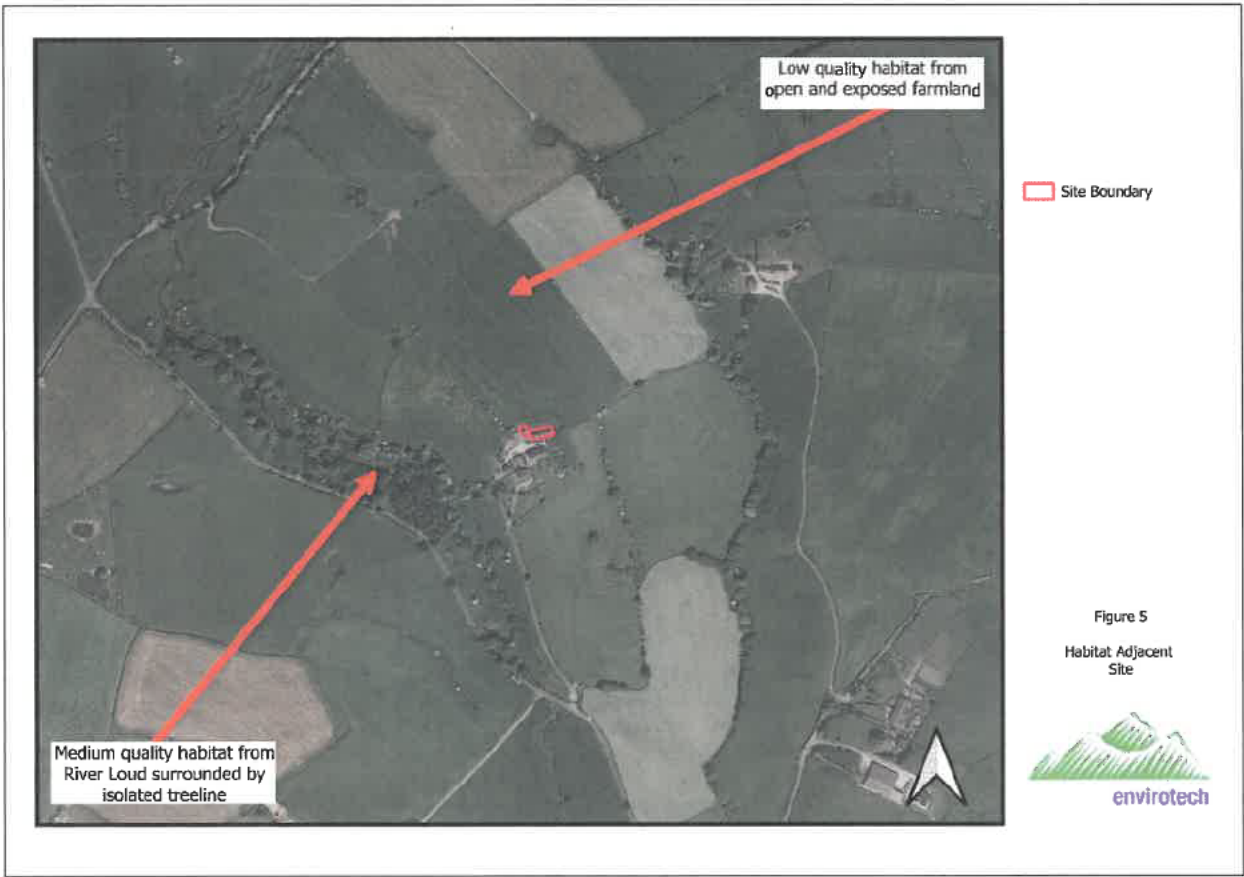 Low quality habitat from
open and exposed farmland
Site Boundary
Medium quality habitat from
River Loud surrounded by
isolated treeline
Figure 5
Habitat Adjacent
Site
envirotech